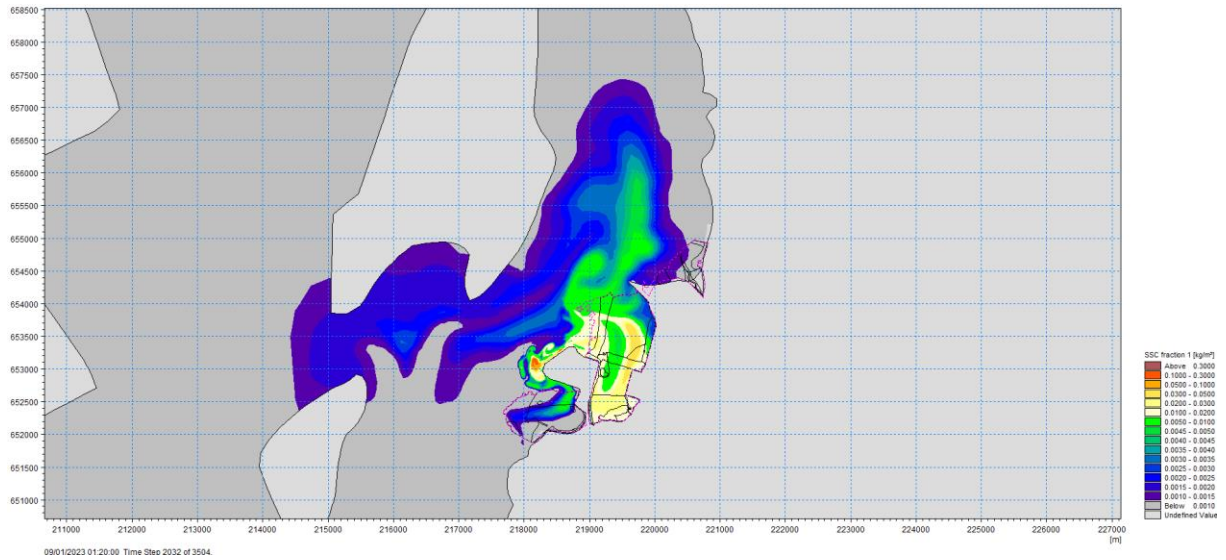 658500
658000
657500
657000
656500
656000
655500
655000
654500
654000
653500
653000
652500
652000
651500
651000
211000 212000 213000 214000 215000 216000 217000 218000 219000 220000 221000 222000 223000 224000 225000 226000 227000
[m]
09/01/2023 01:20:00 Time Step 2032 of 3504.
SSC fraction 1 [kg/m³]
Above 0.3000
0.1000 - 0.3000
0.0500 - 0.1000
0.0300 - 0.0500
0.0200 - 0.0300
0.0100 - 0.0200
0.0050 - 0.0100
0.0045 - 0.0050
0.0040 - 0.0045
0.0035 - 0.0040
0.0030 - 0.0035
0.0025 - 0.0030
0.0020 - 0.0025
0.0015 - 0.0020
0.0010 - 0.0015
Below 0.0010
Undefined Value